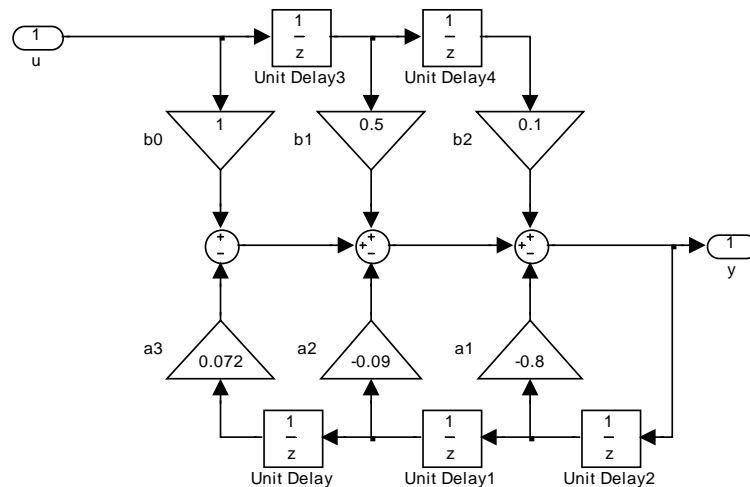 1
u
1
z
Unit Delay3
1
z
Unit Delay4
b0
1
b1
0.5
b2
0.1
+
−
+
+
−
+
+
−
1
y
a3
0.072
a2
-0.09
a1
-0.8
1
z
Unit Delay
1
z
Unit Delay1
1
z
Unit Delay2